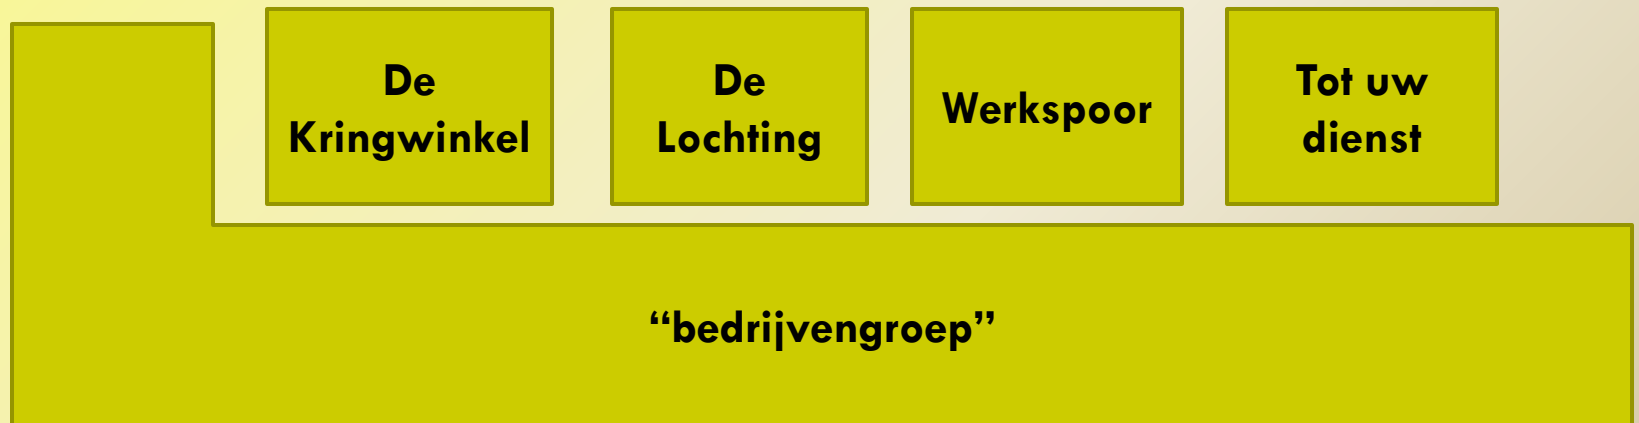 De
Kringwinkel
De
Lochting
Werkspoor
Tot uw
dienst
“bedrijvengroep”